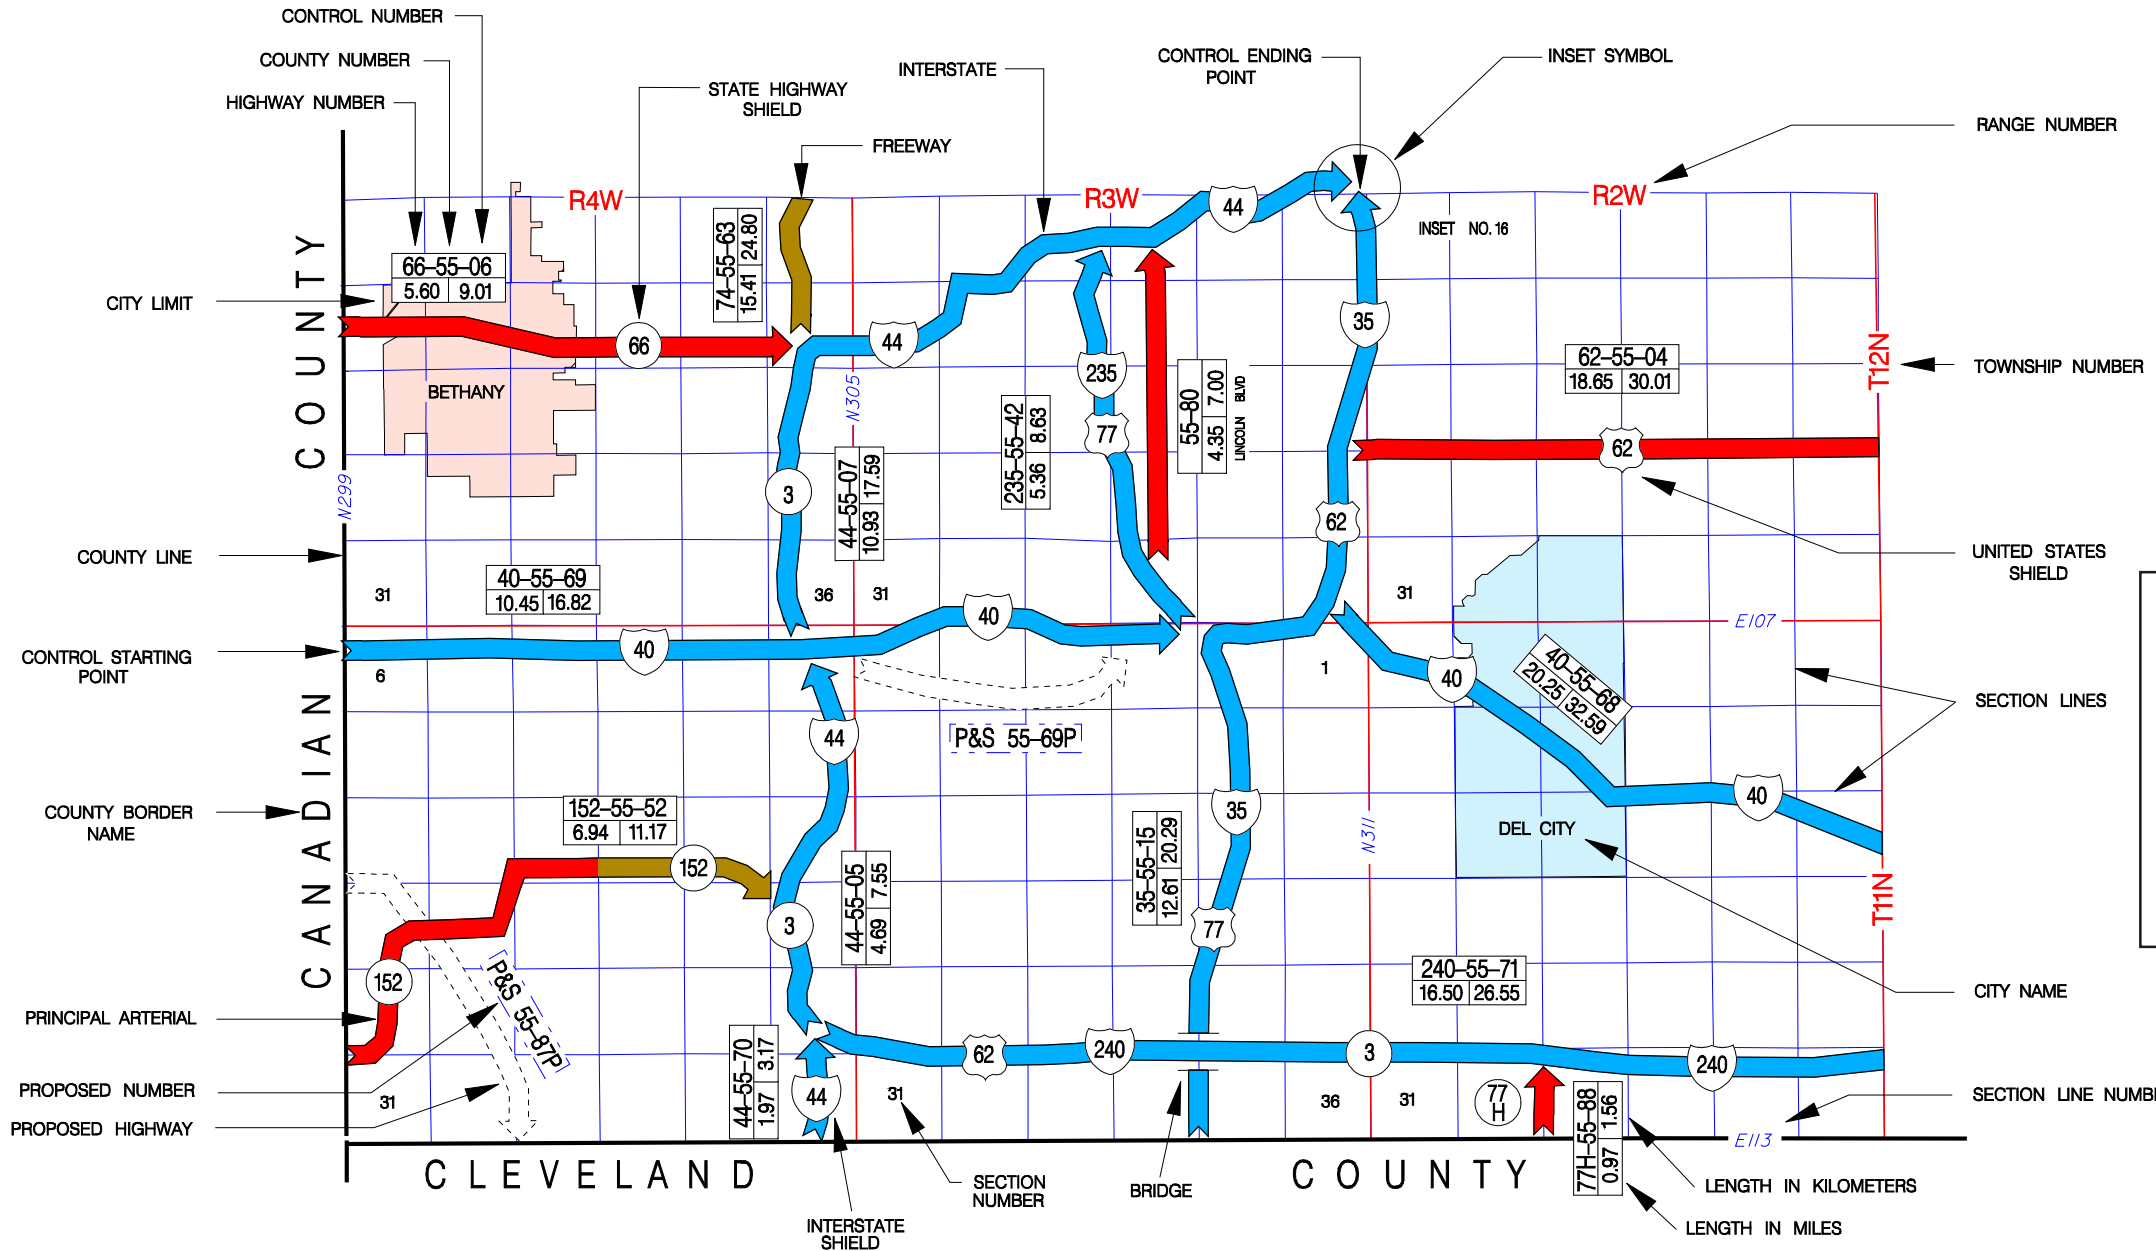 CONTROL NUMBER
COUNTY NUMBER
HIGHWAY NUMBER
STATE HIGHWAY
SHIELD
INTERSTATE
FREEWAY
CONTROL ENDING
POINT
INSET SYMBOL
RANGE NUMBER
R4W
R3W
R2W
44
INSET NO. 16
66–55–06
5.60 9.01
74–55–63
15.41 24.80
CITY LIMIT
COUNTY
66
44
35
235
77
62–55–04
18.65 30.01
62
T12N
TOWNSHIP NUMBER
BETHANY
N305
N299
3
44–55–07
10.93 17.59
235–55–42
5.36 8.63
55–80
4.35 7.00
LINCOLN BLVD
62
UNITED STATES
SHIELD
COUNTY LINE
40–55–69
10.45 16.82
31
36
31
31
40
E107
CONTROL STARTING
POINT
40
6
1
40
40–55–68
20.25 32.59
SECTION LINES
CANADIAN
44
P&S 55–69P
COUNTY BORDER
NAME
152–55–52
6.94 11.17
35
N311
40
DEL CITY
152
44–55–05
4.69 7.55
35–55–15
12.61 20.29
T11N
3
77
152
P&S 55–87P
240–55–71
16.50 26.55
CITY NAME
PRINCIPAL ARTERIAL
44–55–70
1.97 3.17
62
240
3
240
PROPOSED NUMBER
31
44
31
36
31
77
H
77H–55–88
0.97 1.56
SECTION LINE NUMB
PROPOSED HIGHWAY
E113
CLEVELAND
COUNTY
SECTION
NUMBER
BRIDGE
LENGTH IN KILOMETERS
INTERSTATE
SHIELD
LENGTH IN MILES